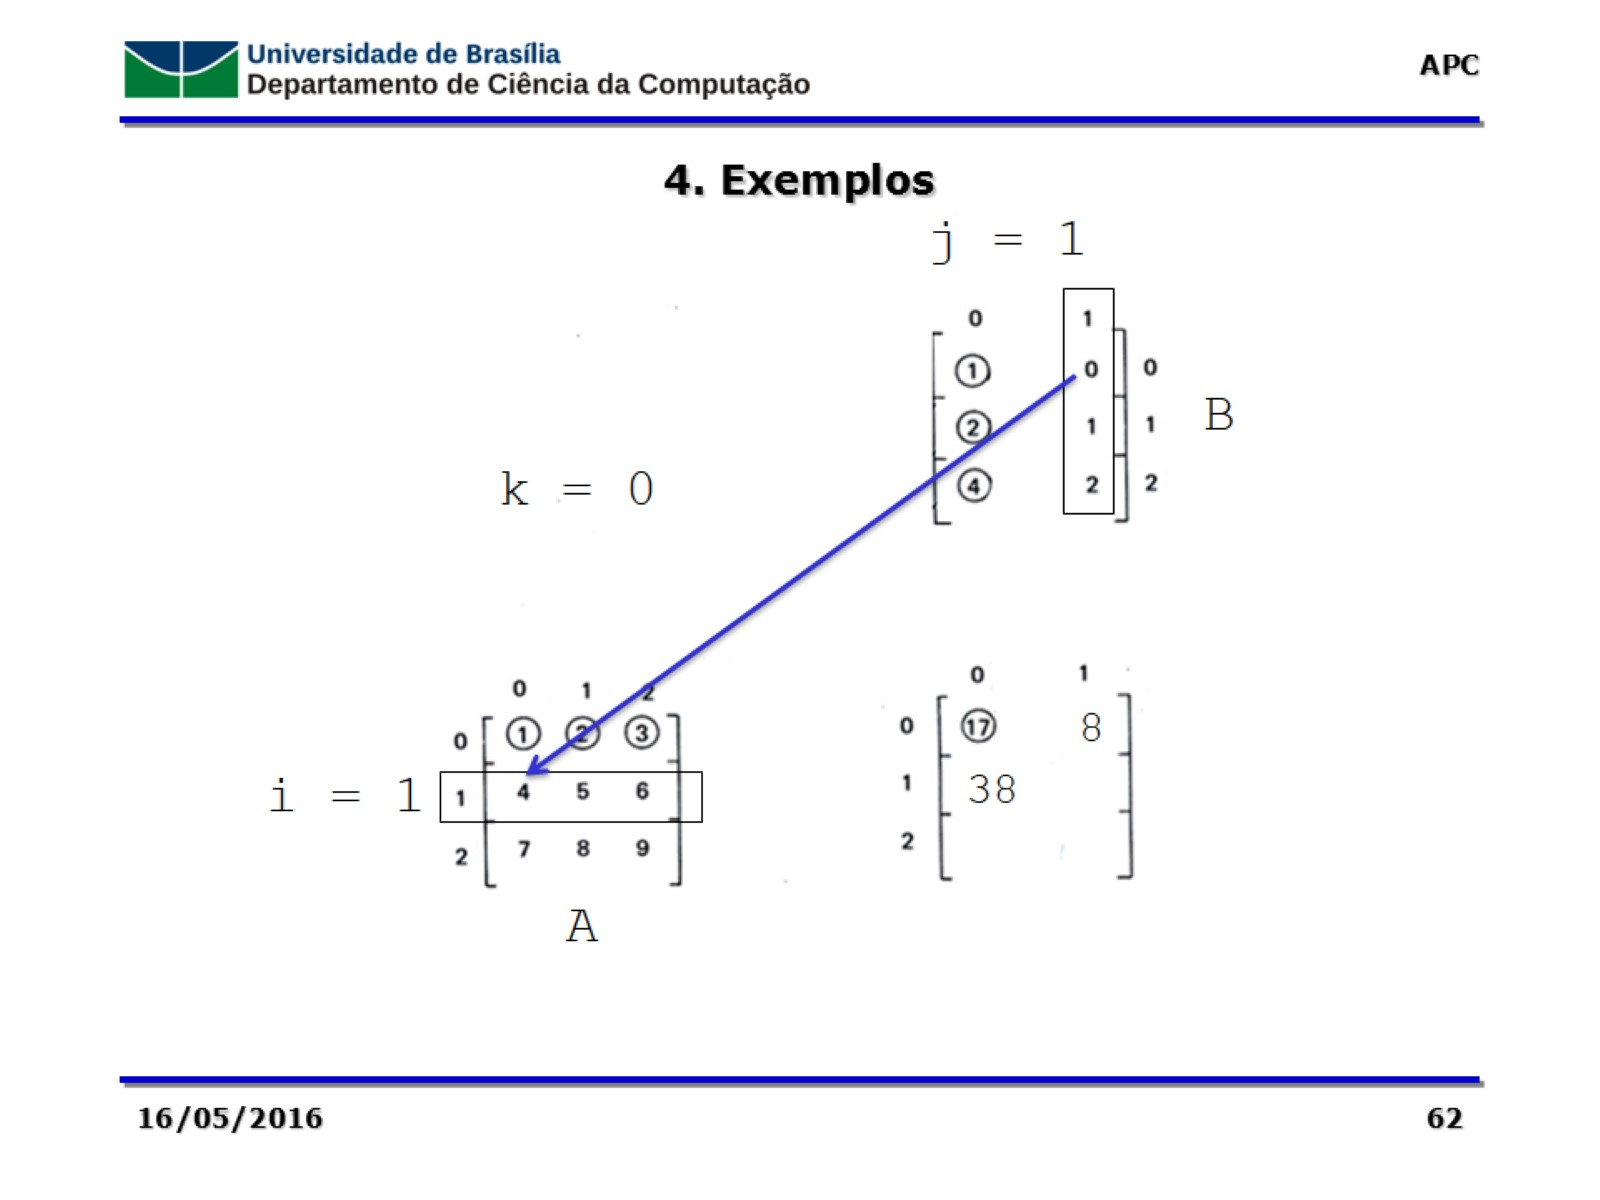 Universidade de Brasília
Departamento de Ciência da Computação
APC
4. Exemplos
j = 1
0 1
1 0 0
2 1 1
4 2 2
B
k = 0
0 1 2
0 1 2 3
i = 1 1 4 5 6
2 7 8 9
A
0 1
0 17 8
1 38
2
16/05/2016
62